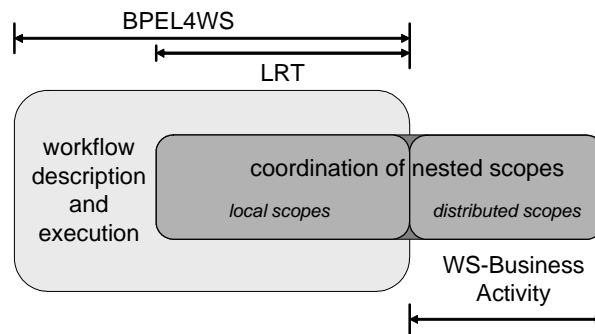 BPEL4WS
LRT
workflow
description
and
execution
coordination of nested scopes
local scopes
distributed scopes
WS-Business
Activity